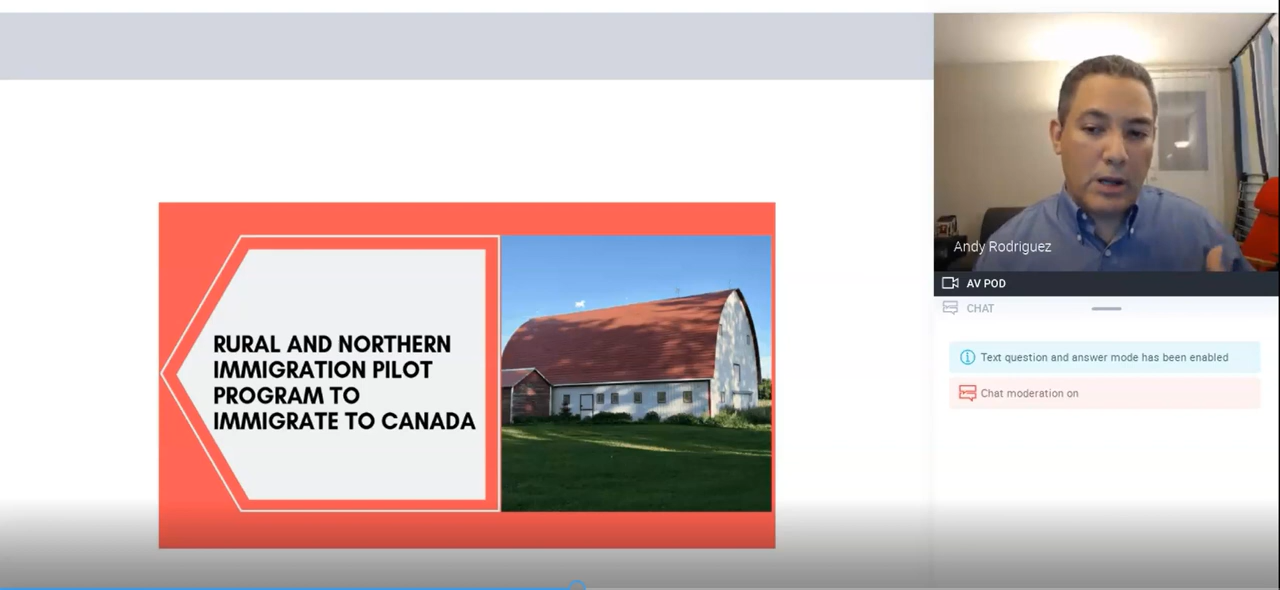 RURAL AND NORTHERN
IMMIGRATION PILOT
PROGRAM TO
IMMIGRATE TO CANADA
Andy Rodriguez
AV POD
CHAT
Text question and answer mode has been enabled
Chat moderation on